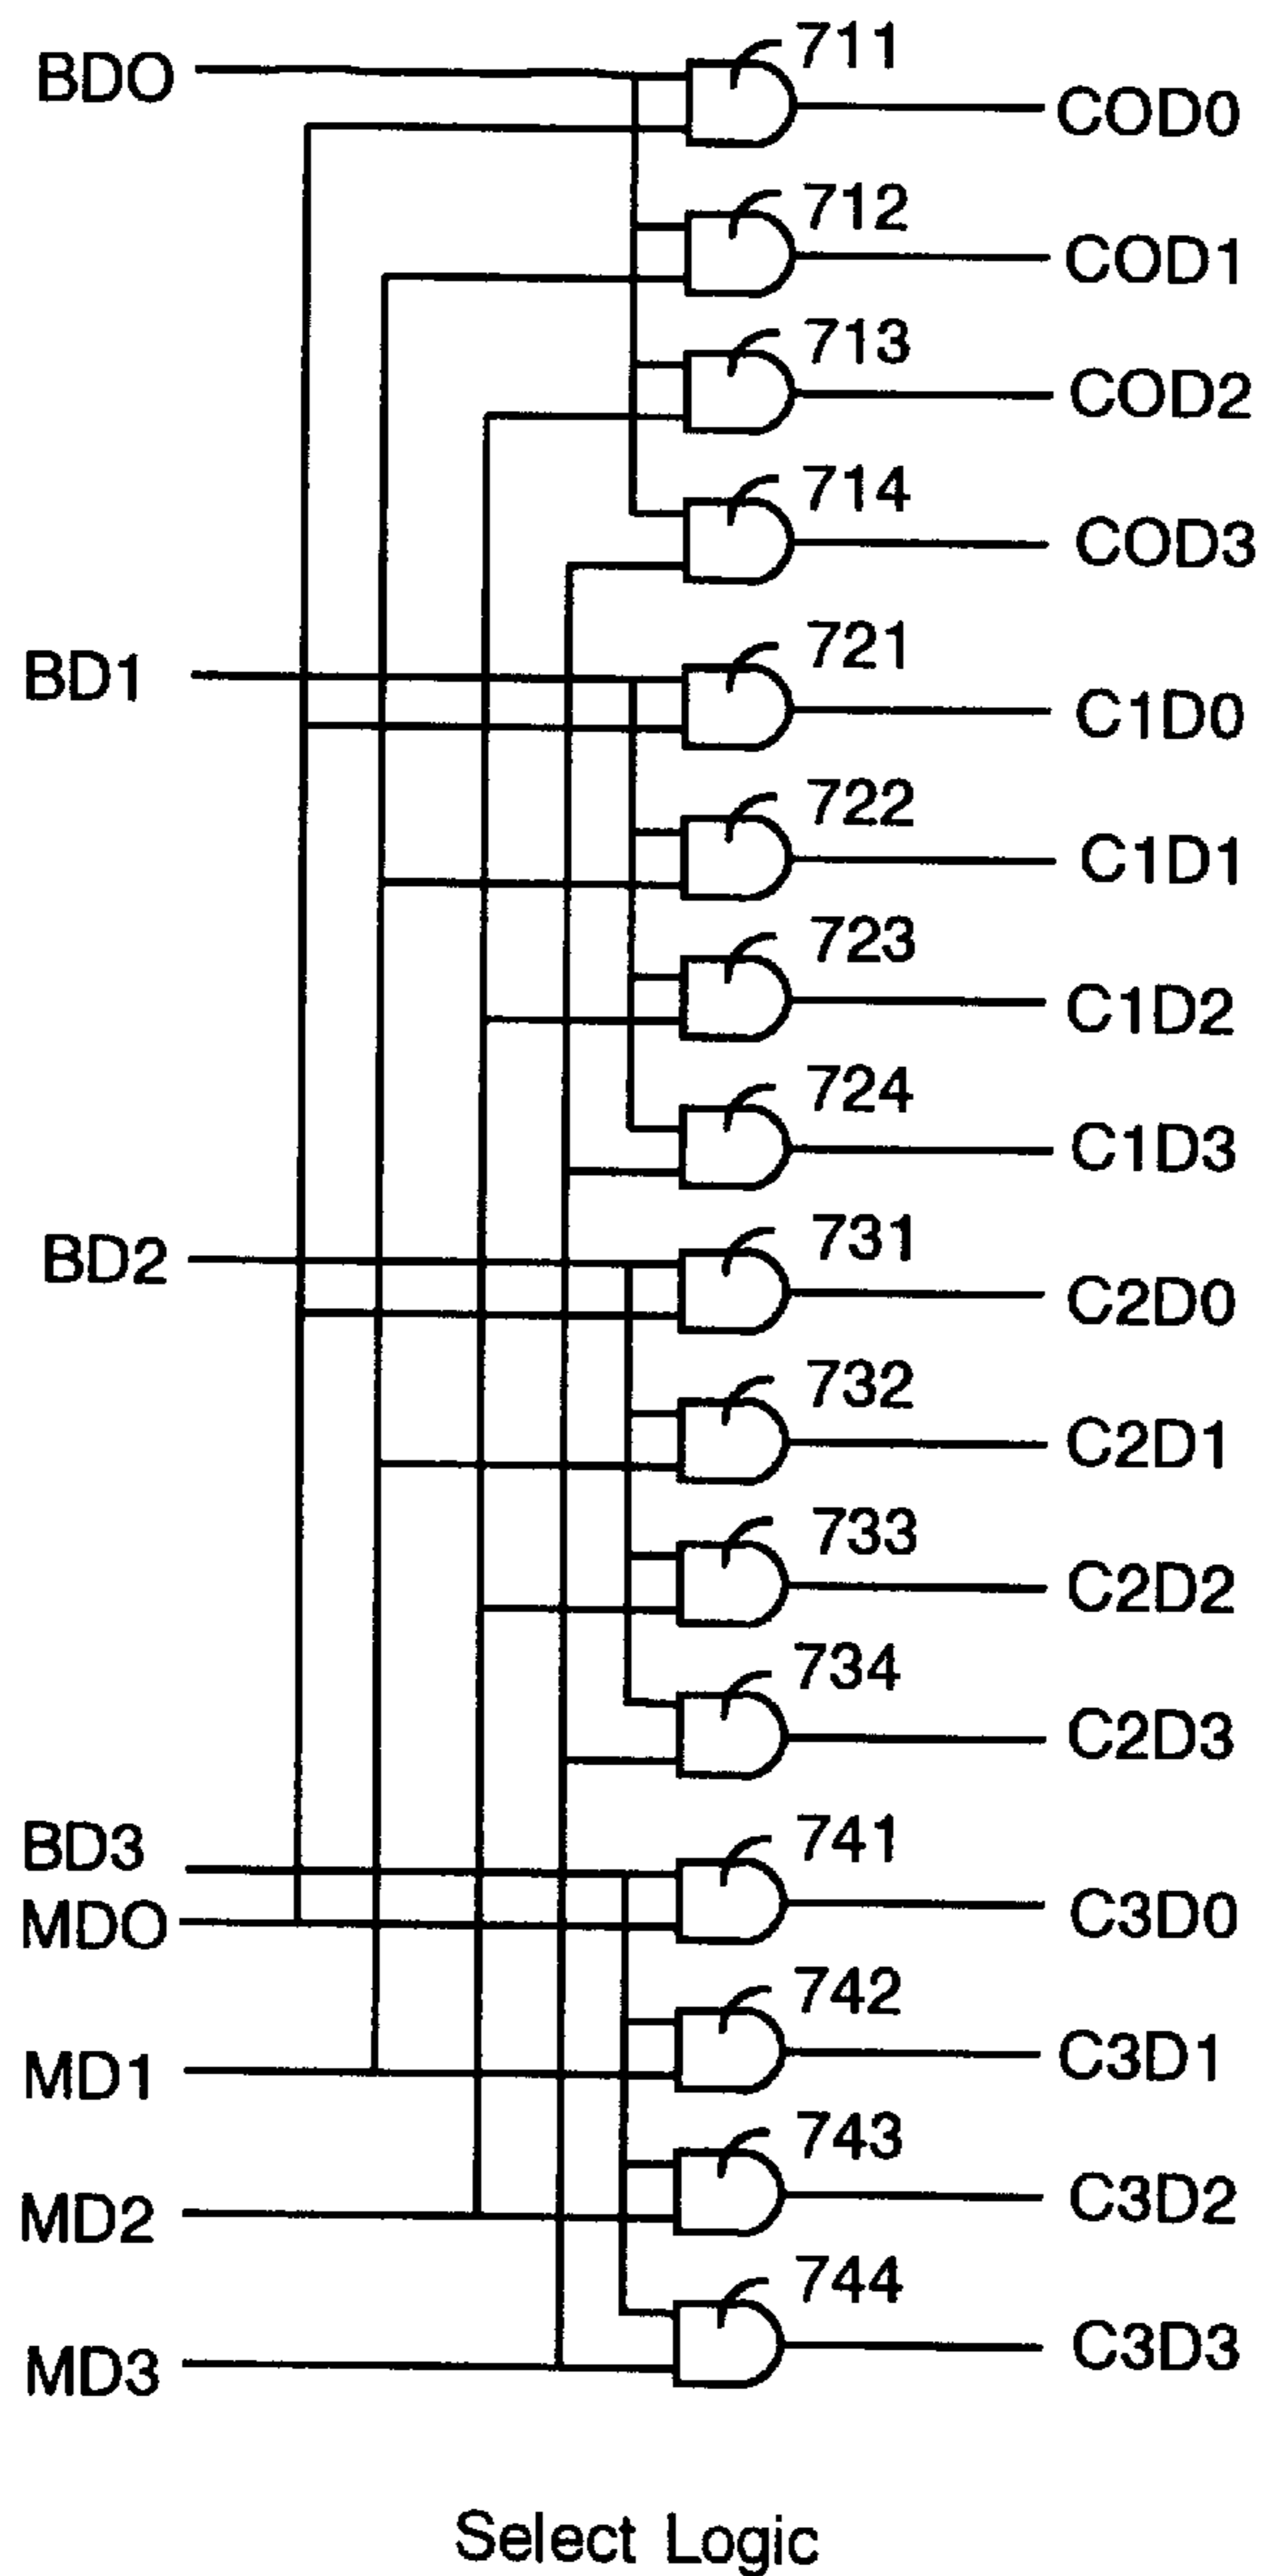 711
BDO
COD0
712
COD1
713
COD2
714
COD3
721
BD1
C1D0
722
C1D1
723
C1D2
724
C1D3
731
BD2
C2D0
732
C2D1
733
C2D2
734
C2D3
741
BD3
C3D0
MDO
742
C3D1
MD1
743
C3D2
MD2
744
C3D3
MD3
Select Logic